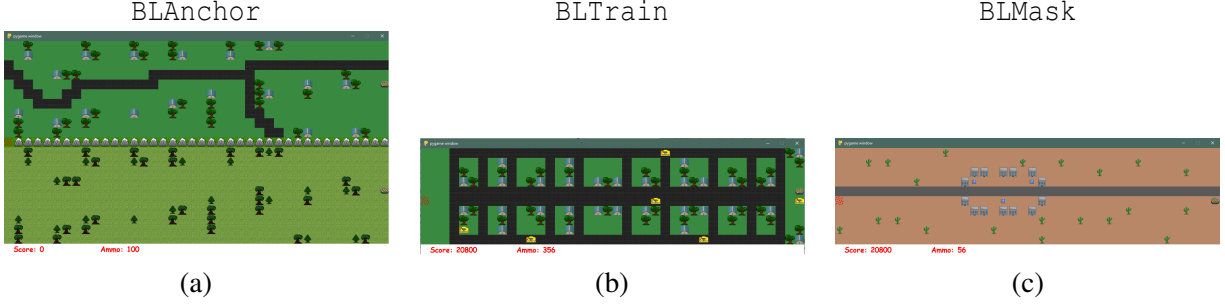 BLAnchor
BLTrain
BLMask
pygame window
pygame window
pygame window
Score: 0 Ammo: 100
Score: 20800 Ammo: 356
Score: 20800 Ammo: 56
(a)
(b)
(c)